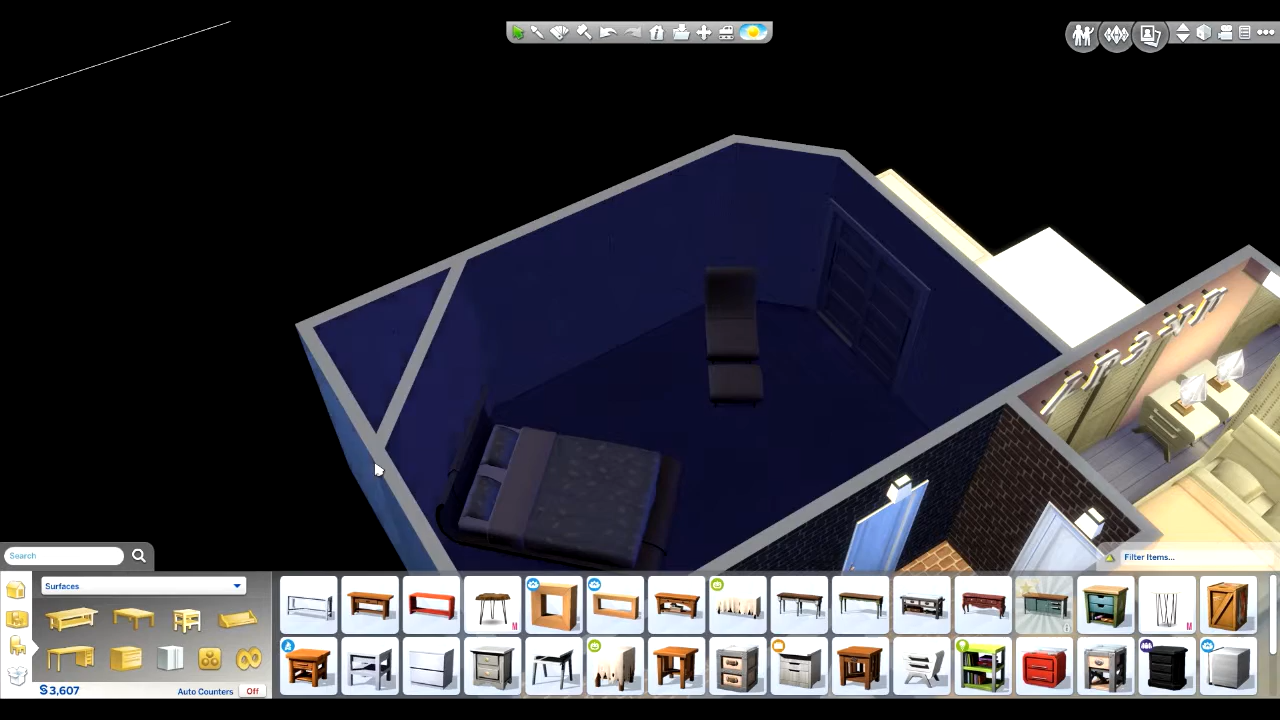 Search
Filter Items...
Surfaces
§3,607
Auto Counters Off